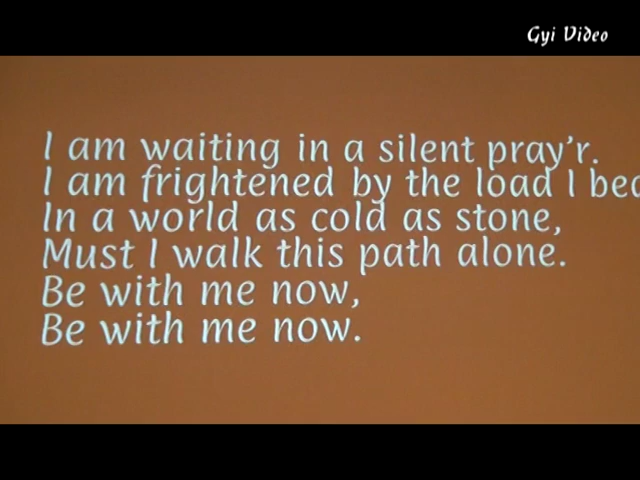 Gyi Video
I am waiting in a silent pray'r.
I am frightened by the load I
In a world as cold as stone,
Must I walk this path alone.
Be with me now,
Be with me now.